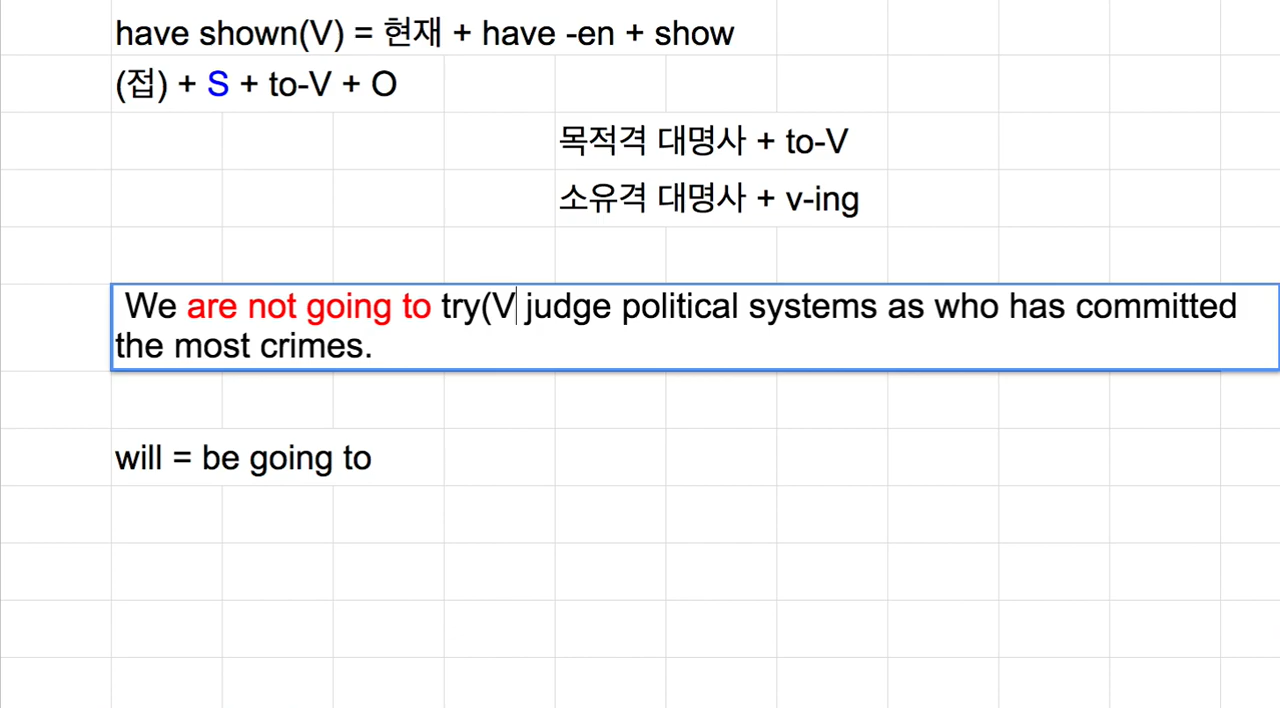 have shown(V) = 현재 + have -en + show
(접) + S + to-V + O
목적격 대명사 + to-V
소유격 대명사 + v-ing
We are not going to try(V judge political systems as who has committed
the most crimes.
will = be going to